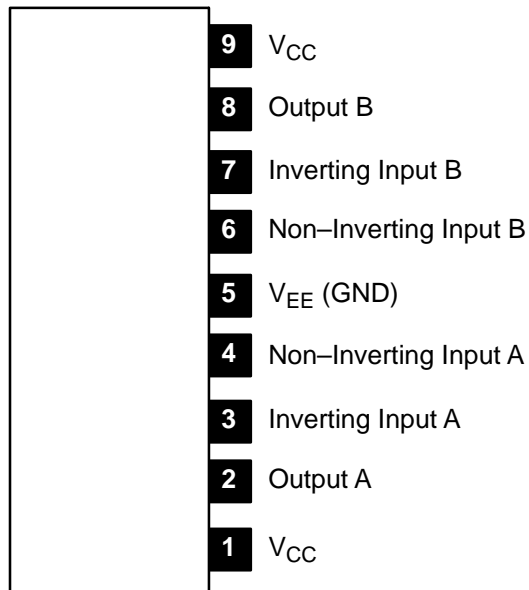 9 VCC
8 Output B
7 Inverting Input B
6 Non–Inverting Input B
5 VEE (GND)
4 Non–Inverting Input A
3 Inverting Input A
2 Output A
1 VCC